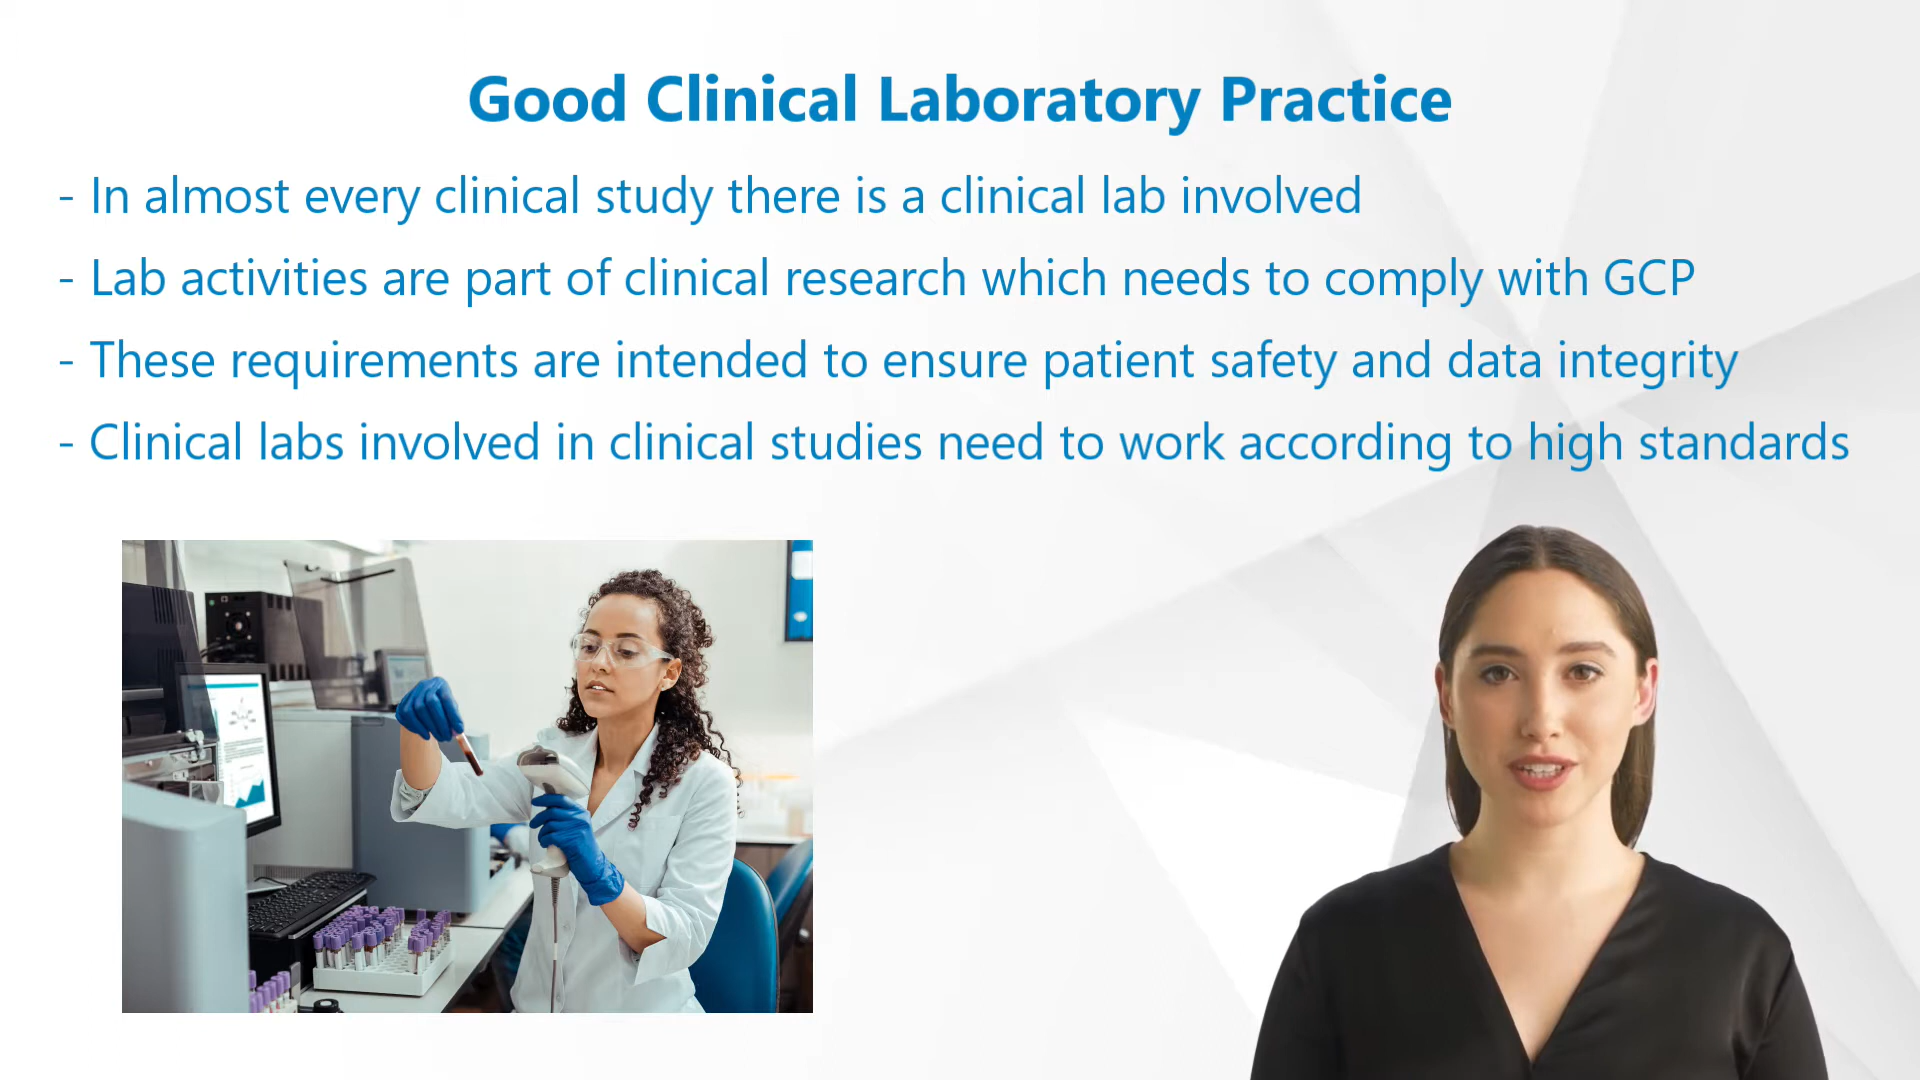 Good Clinical Laboratory Practice
- In almost every clinical study there is a clinical lab involved
- Lab activities are part of clinical research which needs to comply with GCP
- These requirements are intended to ensure patient safety and data integrity
- Clinical labs involved in clinical studies need to work according to high standards